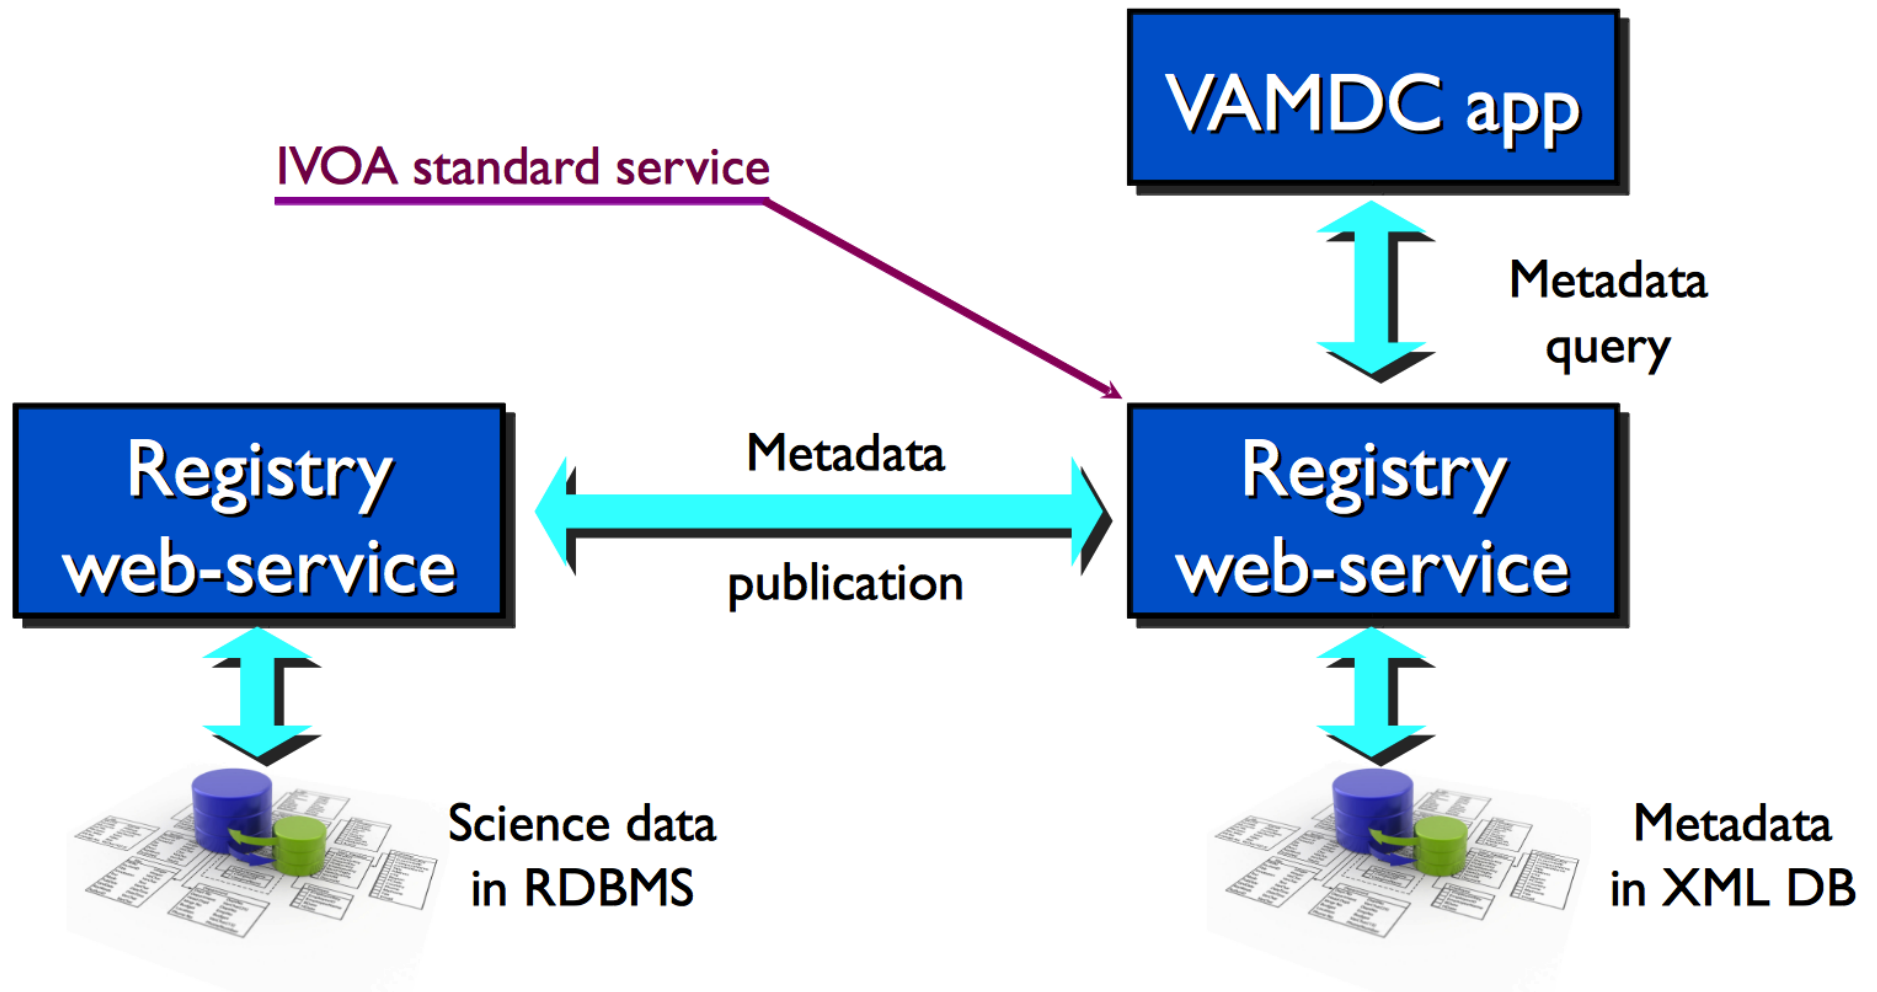 VAMDC app
IVOA standard service
Metadata
query
Registry
web-service
Metadata
publication
Registry
web-service
Science data
in RDBMS
Metadata
in XML DB